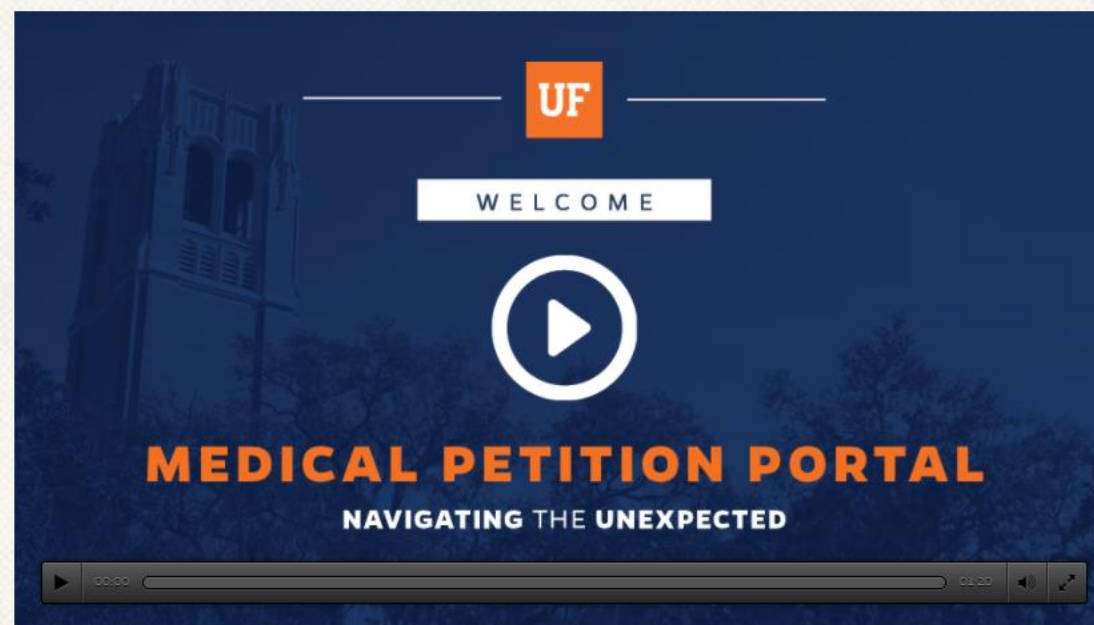 UF
WELCOME
MEDICAL PETITION PORTAL
NAVIGATING THE UNEXPECTED
00:00 01:20